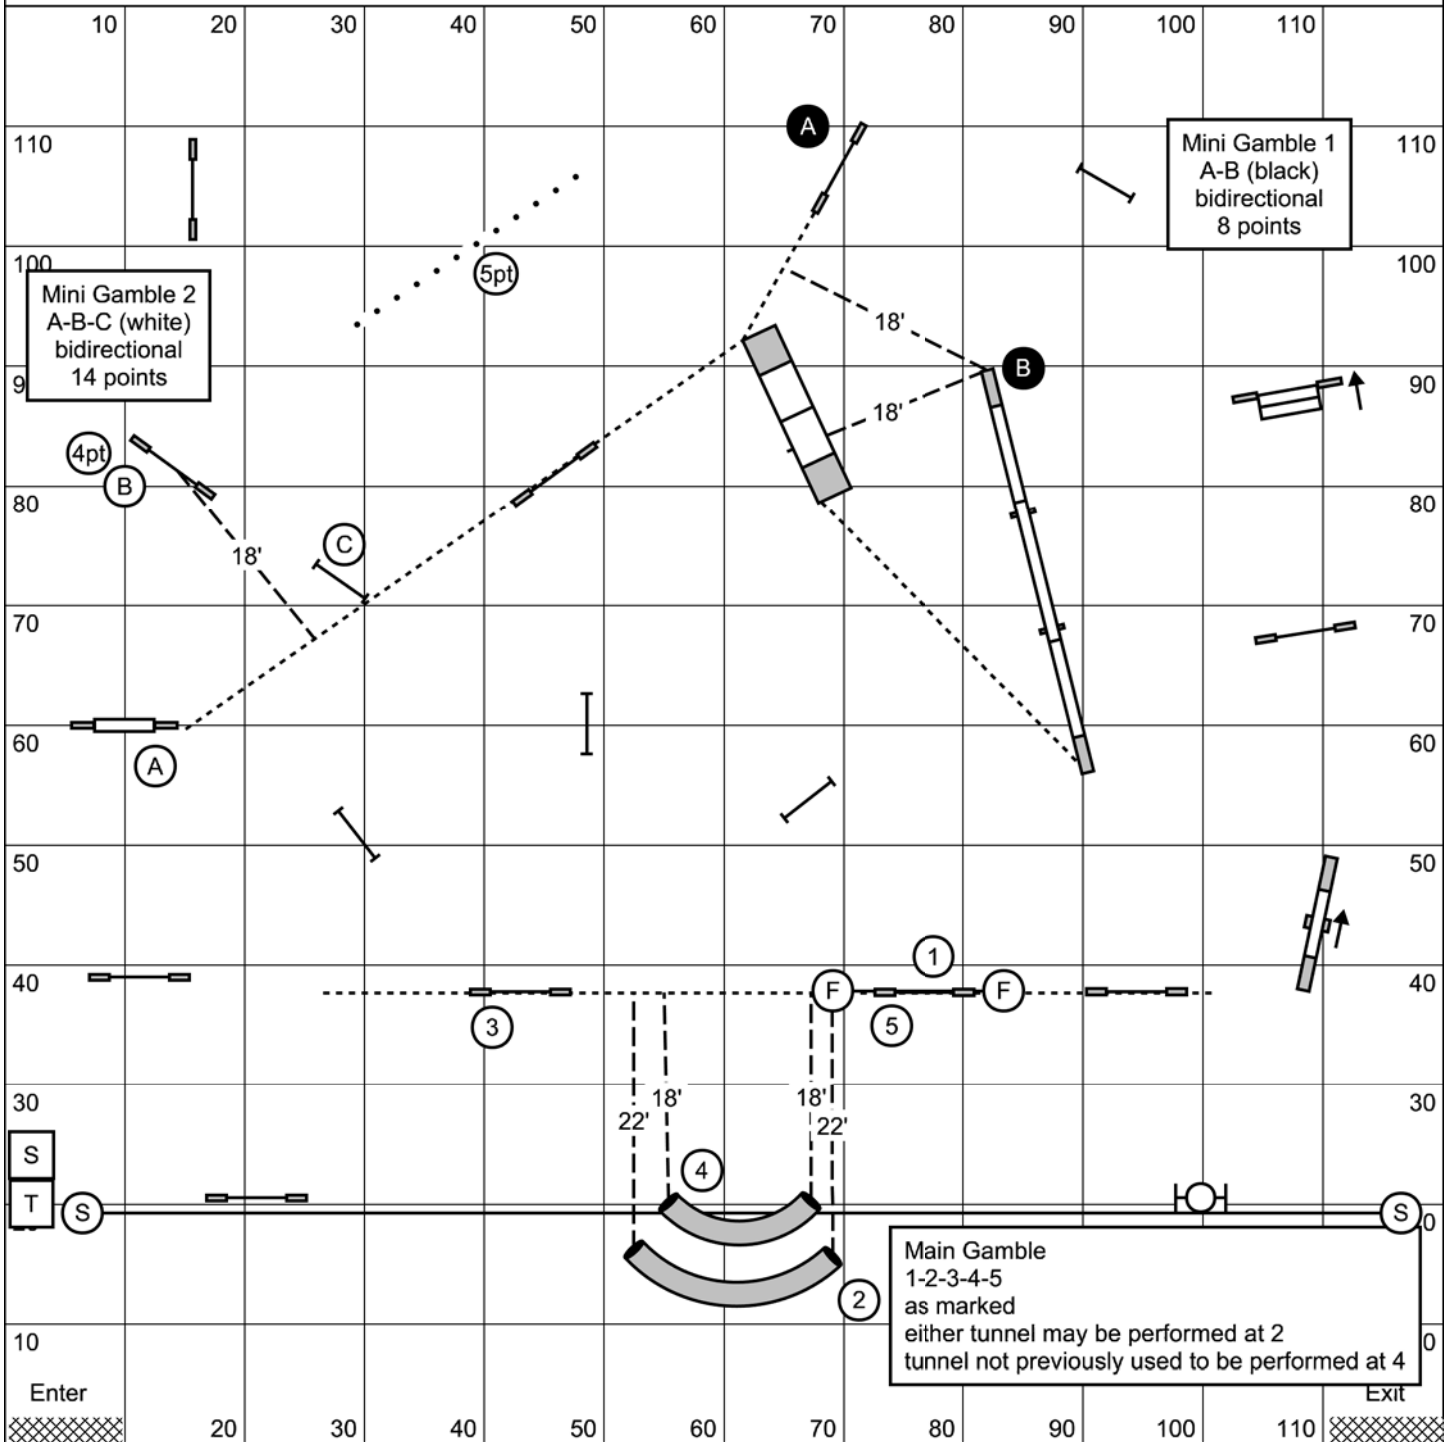 10 20 30 40 50 60 70 80 90 100 110
A
110
110
Mini Gamble 1
A-B (black)
bidirectional
8 points
100
100
5pt
Mini Gamble 2
A-B-C (white)
bidirectional
14 points
18'
B
9
90
18'
4pt
B
80
80
C
18'
70
70
60
60
A
50
50
1
40
40
F
F
3
5
30
30
18'
18'
22'
22'
S
4
T
S
S
0
Main Gamble
1-2-3-4-5
as marked
either tunnel may be performed at 2
tunnel not previously used to be performed at 4
2
10
0
Enter
Exit
20 30 40 50 60 70 80 90 100 110